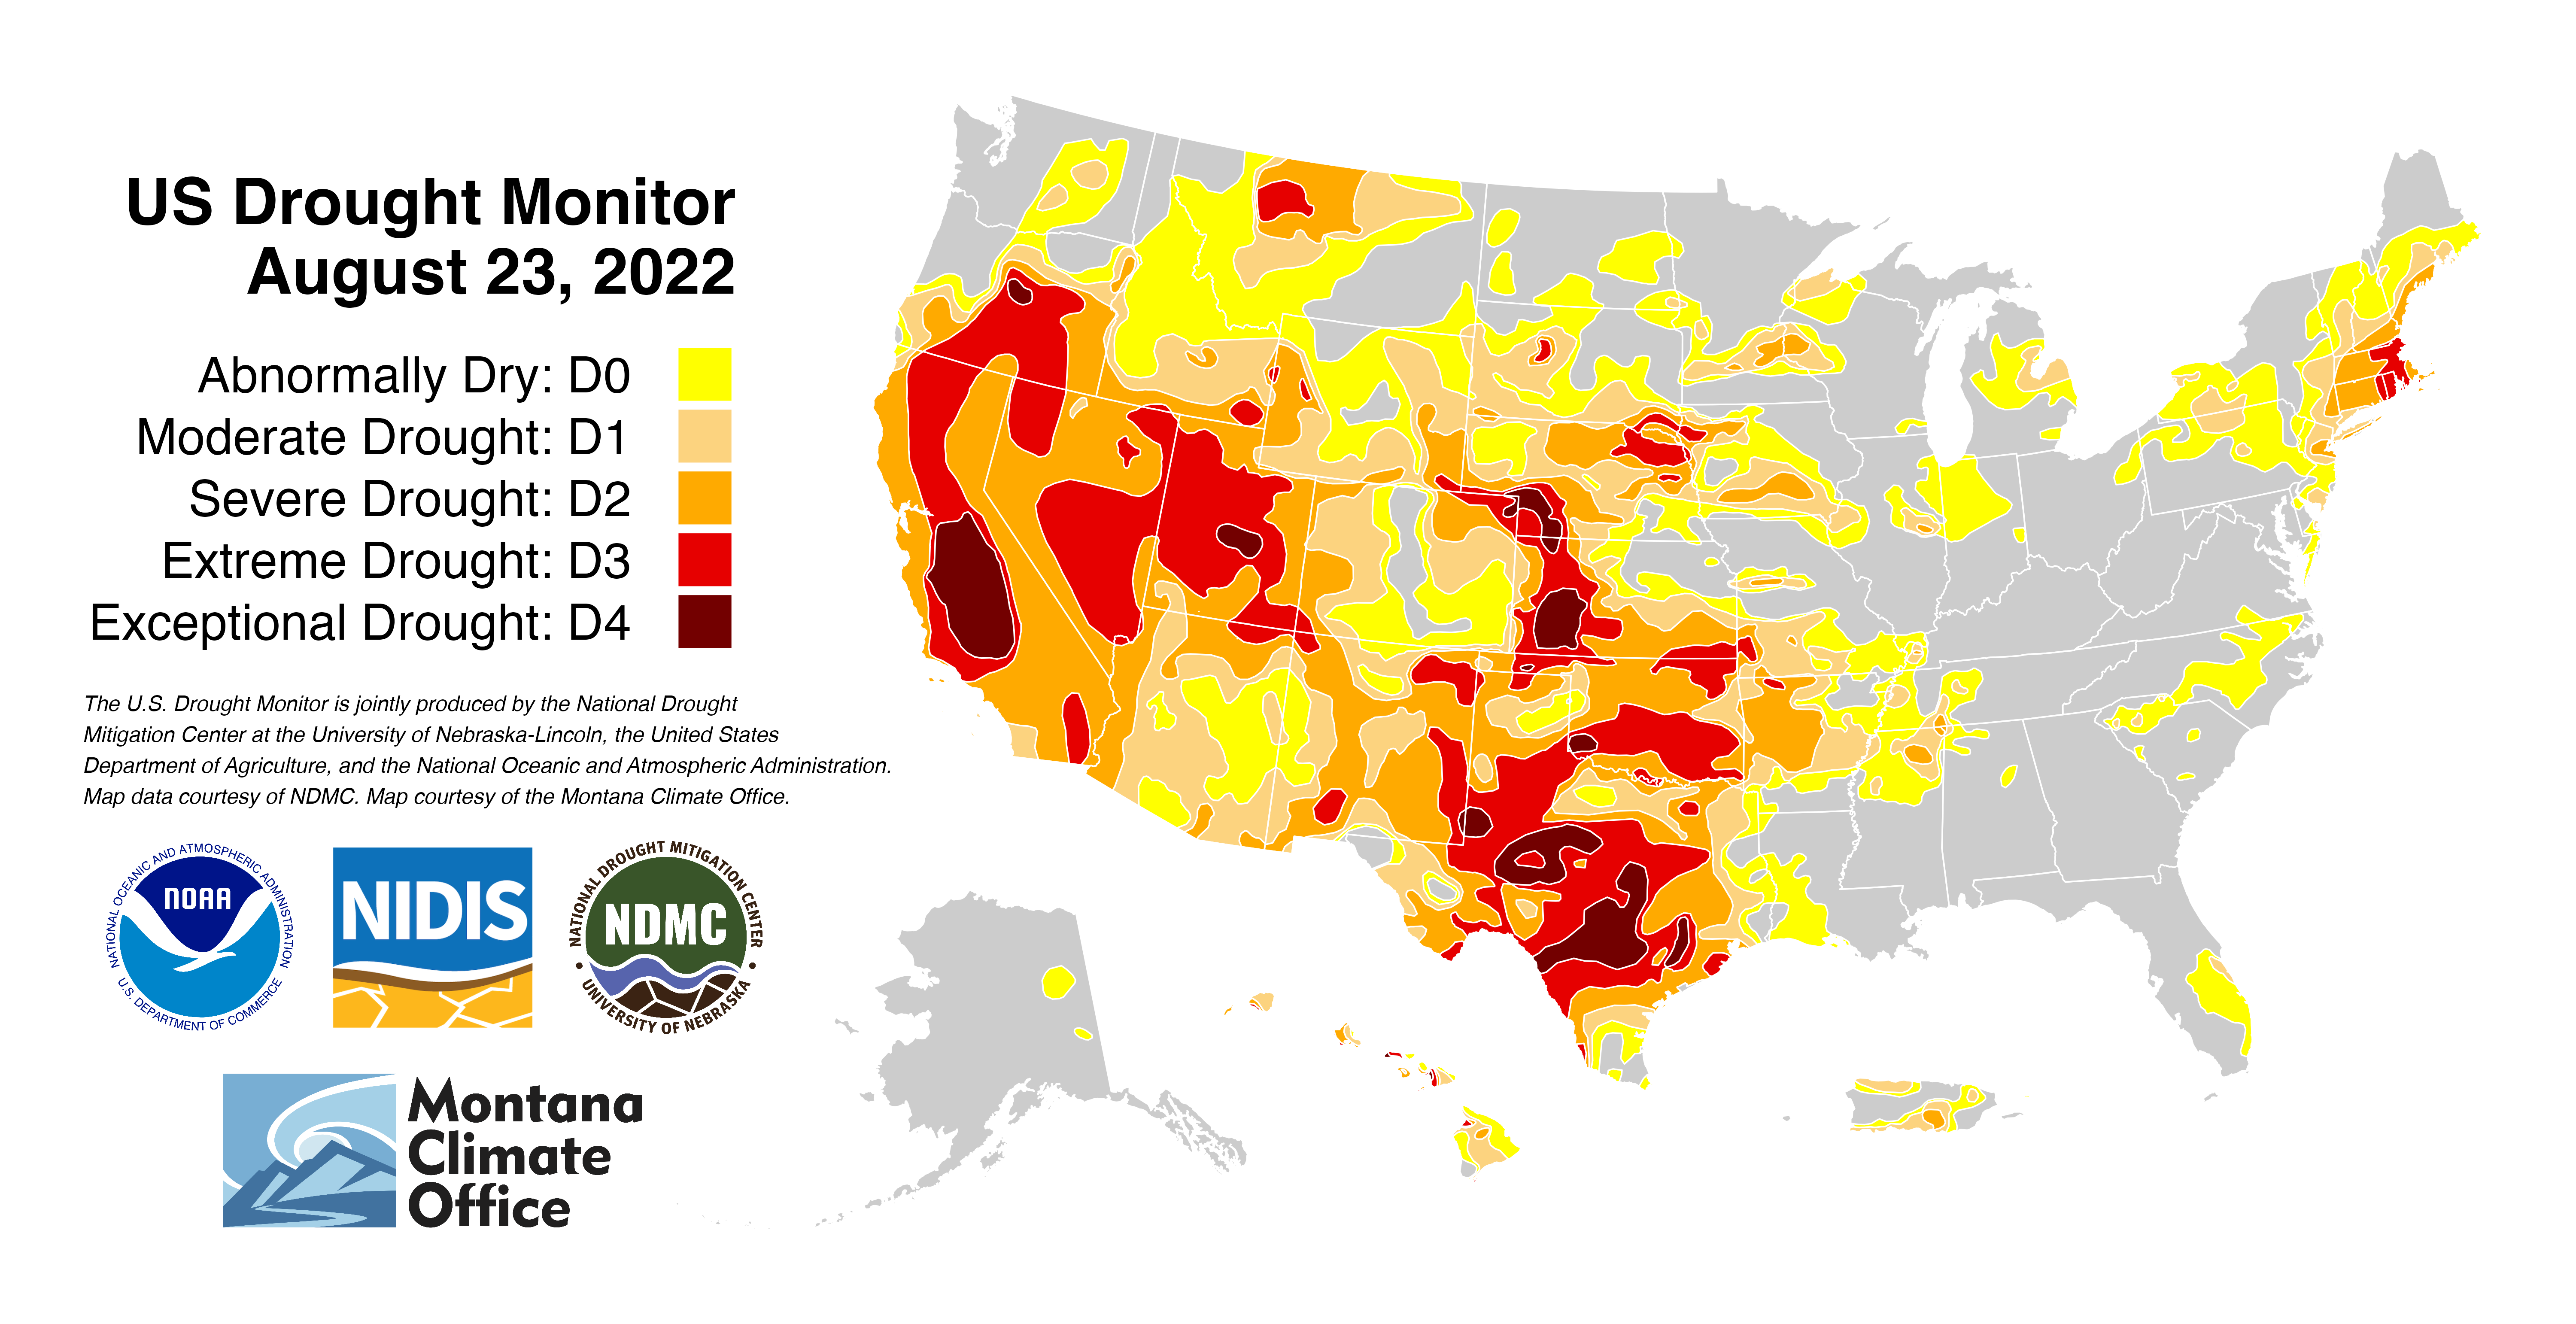 US Drought Monitor
August 23, 2022
Abnormally Dry: D0
Moderate Drought: D1
Severe Drought: D2
Extreme Drought: D3
Exceptional Drought: D4
The U.S. Drought Monitor is jointly produced by the National Drought
Mitigation Center at the University of Nebraska-Lincoln, the United States
Department of Agriculture, and the National Oceanic and Atmospheric Administration.
Map data courtesy of NDMC. Map courtesy of the Montana Climate Office.
NATIONAL OCEANIC AND ATMOSPHERIC ADMINISTRATION
NOAA
U.S. DEPARTMENT OF COMMERCE
NIDIS
NATIONAL DROUGHT MITIGATION CENTER
NDMC
UNIVERSITY OF NEBRASKA
Montana
Climate
Office